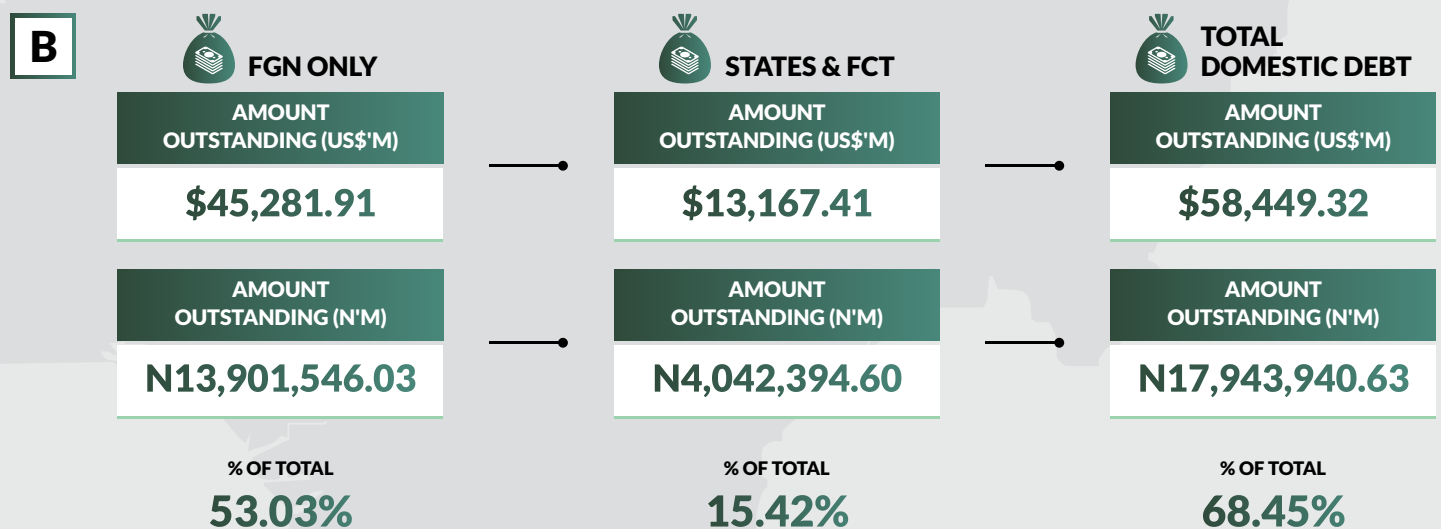 B
FGN ONLY
AMOUNT
OUTSTANDING (US$'M)
$45,281.91
AMOUNT
OUTSTANDING (N'M)
N13,901,546.03
% OF TOTAL
53.03%
STATES & FCT
AMOUNT
OUTSTANDING (US$'M)
$13,167.41
AMOUNT
OUTSTANDING (N'M)
N4,042,394.60
% OF TOTAL
15.42%
TOTAL
DOMESTIC DEBT
AMOUNT
OUTSTANDING (US$'M)
$58,449.32
AMOUNT
OUTSTANDING (N'M)
N17,943,940.63
% OF TOTAL
68.45%